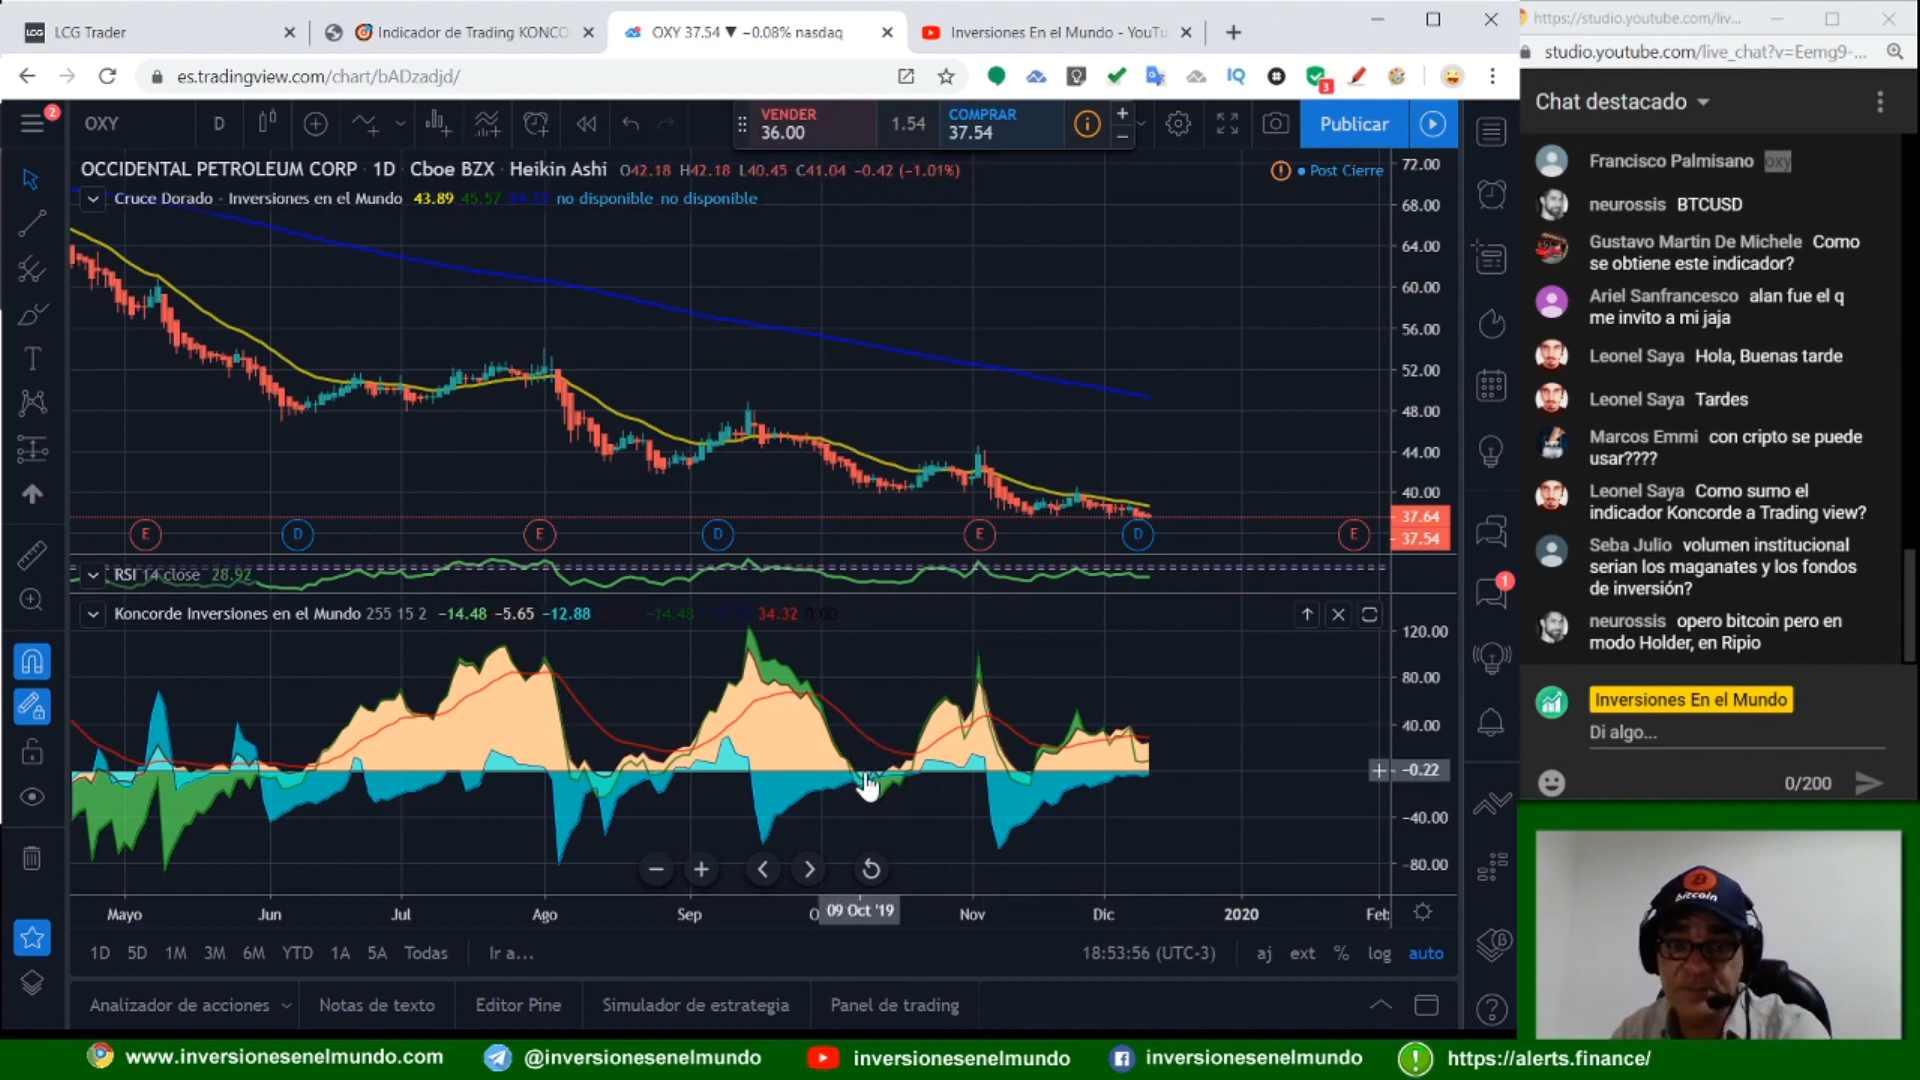 LCG
LCG Trader
Indicador de Trading KONCO
OXY 37.54 ▼ −0.08% nasdaq
Inversiones En el Mundo - YouTu
https://studio.youtube.com/liv...
es.tradingview.com/chart/bADzadjd/
IQ
3
studio.youtube.com/live_chat?v=Eemg9-...
2
OXY
D
VENDER
36.00
1.54
COMPRAR
37.54
Publicar
OCCIDENTAL PETROLEUM CORP · 1D · Cboe BZX · Heikin Ashi
O42.18 H42.18 L40.45 C41.04 −0.42 (−1.01%)
Post Cierre
Cruce Dorado - Inversiones en el Mundo 43.89 45.57 no disponible no disponible
72.00
68.00
64.00
60.00
56.00
52.00
48.00
44.00
40.00
37.64
37.54
E
D
E
D
E
D
E
RSI 14 close 28.92
Koncorde Inversiones en el Mundo 255 15 2 −14.48 −5.65 −12.88 −14.48 34.32 0.00
120.00
80.00
40.00
−0.22
−40.00
−80.00
Mayo
Jun
Jul
Ago
Sep
O
09 Oct '19
Nov
Dic
2020
Feb
1D 5D 1M 3M 6M YTD 1A 5A Todas
Ir a...
18:53:56 (UTC-3)
aj ext % log auto
Analizador de acciones
Notas de texto
Editor Pine
Simulador de estrategia
Panel de trading
1
Chat destacado
Francisco Palmisano oxy
neurossis BTCUSD
Gustavo Martin De Michele Como
se obtiene este indicador?
Ariel Sanfrancesco alan fue el q
me invito a mi jaja
Leonel Saya Hola, Buenas tarde
Leonel Saya Tardes
Marcos Emmi con cripto se puede
usar????
Leonel Saya Como sumo el
indicador Koncorde a Trading view?
Seba Julio volumen institucional
serian los maganates y los fondos
de inversión?
neurossis opero bitcoin pero en
modo Holder, en Ripio
Inversiones En el Mundo
Di algo...
0/200
bitcoin
www.inversionesenelmundo.com
@inversionesenelmundo
inversionesenelmundo
inversionesenelmundo
https://alerts.finance/